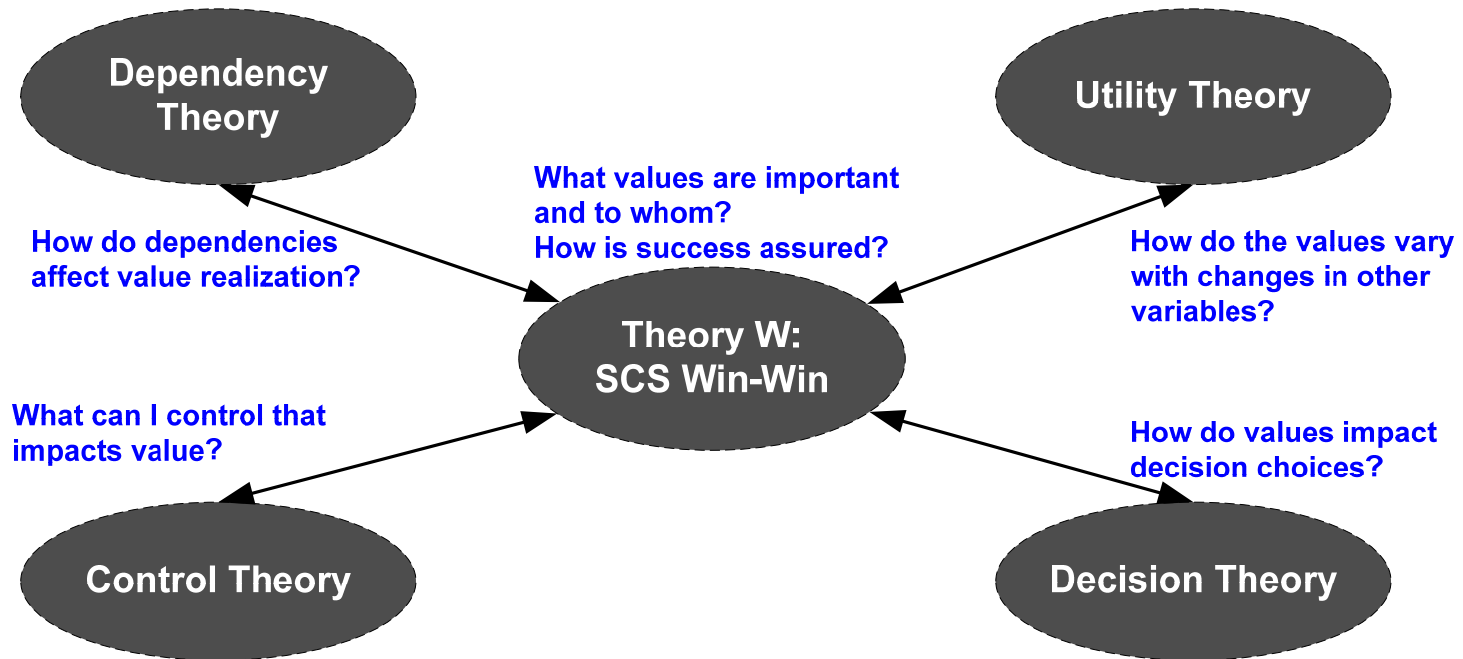 Dependency
Theory
Utility Theory
What values are important
and to whom?
How is success assured?
How do dependencies
affect value realization?
How do the values vary
with changes in other
variables?
Theory W:
SCS Win-Win
What can I control that
impacts value?
How do values impact
decision choices?
Control Theory
Decision Theory